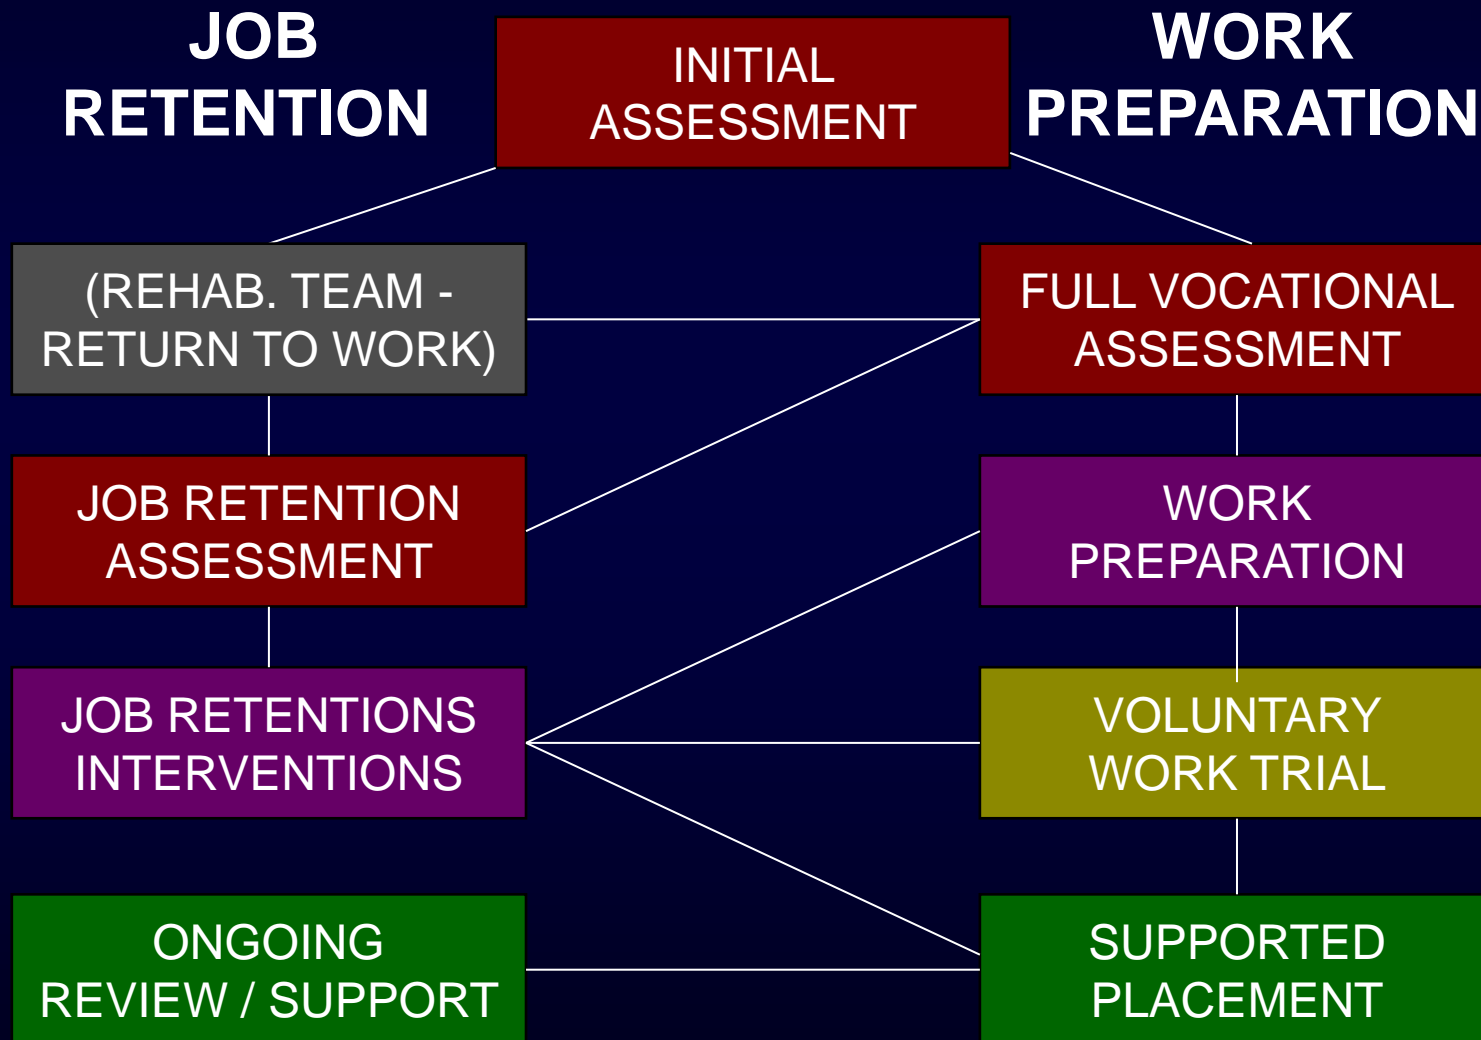 JOB
RETENTION
INITIAL
ASSESSMENT
WORK
PREPARATION
(REHAB. TEAM -
RETURN TO WORK)
FULL VOCATIONAL
ASSESSMENT
JOB RETENTION
ASSESSMENT
WORK
PREPARATION
JOB RETENTIONS
INTERVENTIONS
VOLUNTARY
WORK TRIAL
ONGOING
REVIEW / SUPPORT
SUPPORTED
PLACEMENT